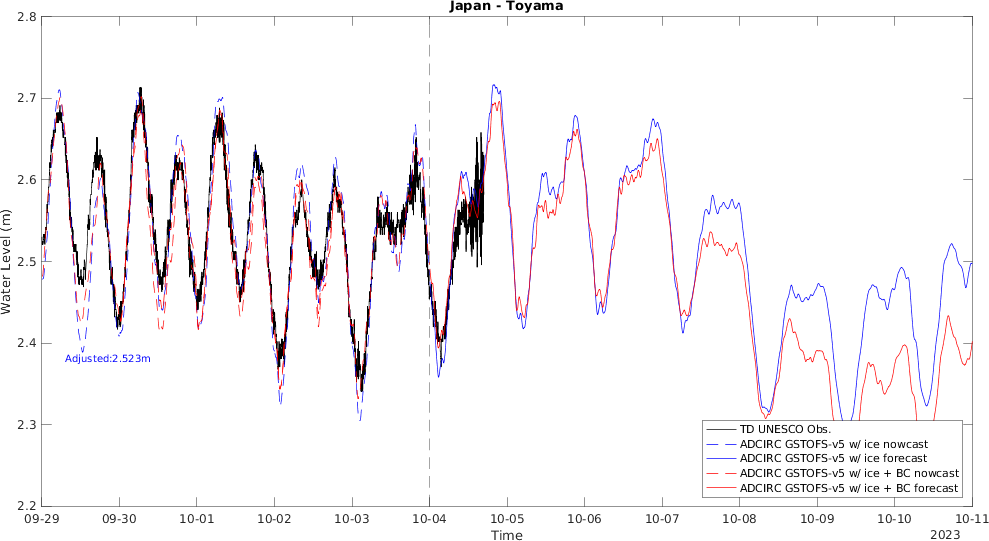 Japan - Toyama
2.8
2.7
2.6
2.5
2.4
2.3
2.2
Water Level (m)
Adjusted:2.523m
TD UNESCO Obs.
ADCIRC GSTOFS-v5 w/ ice nowcast
ADCIRC GSTOFS-v5 w/ ice forecast
ADCIRC GSTOFS-v5 w/ ice + BC nowcast
ADCIRC GSTOFS-v5 w/ ice + BC forecast
09-29 09-30 10-01 10-02 10-03 10-04 10-05 10-06 10-07 10-08 10-09 10-10 10-11
Time
2023